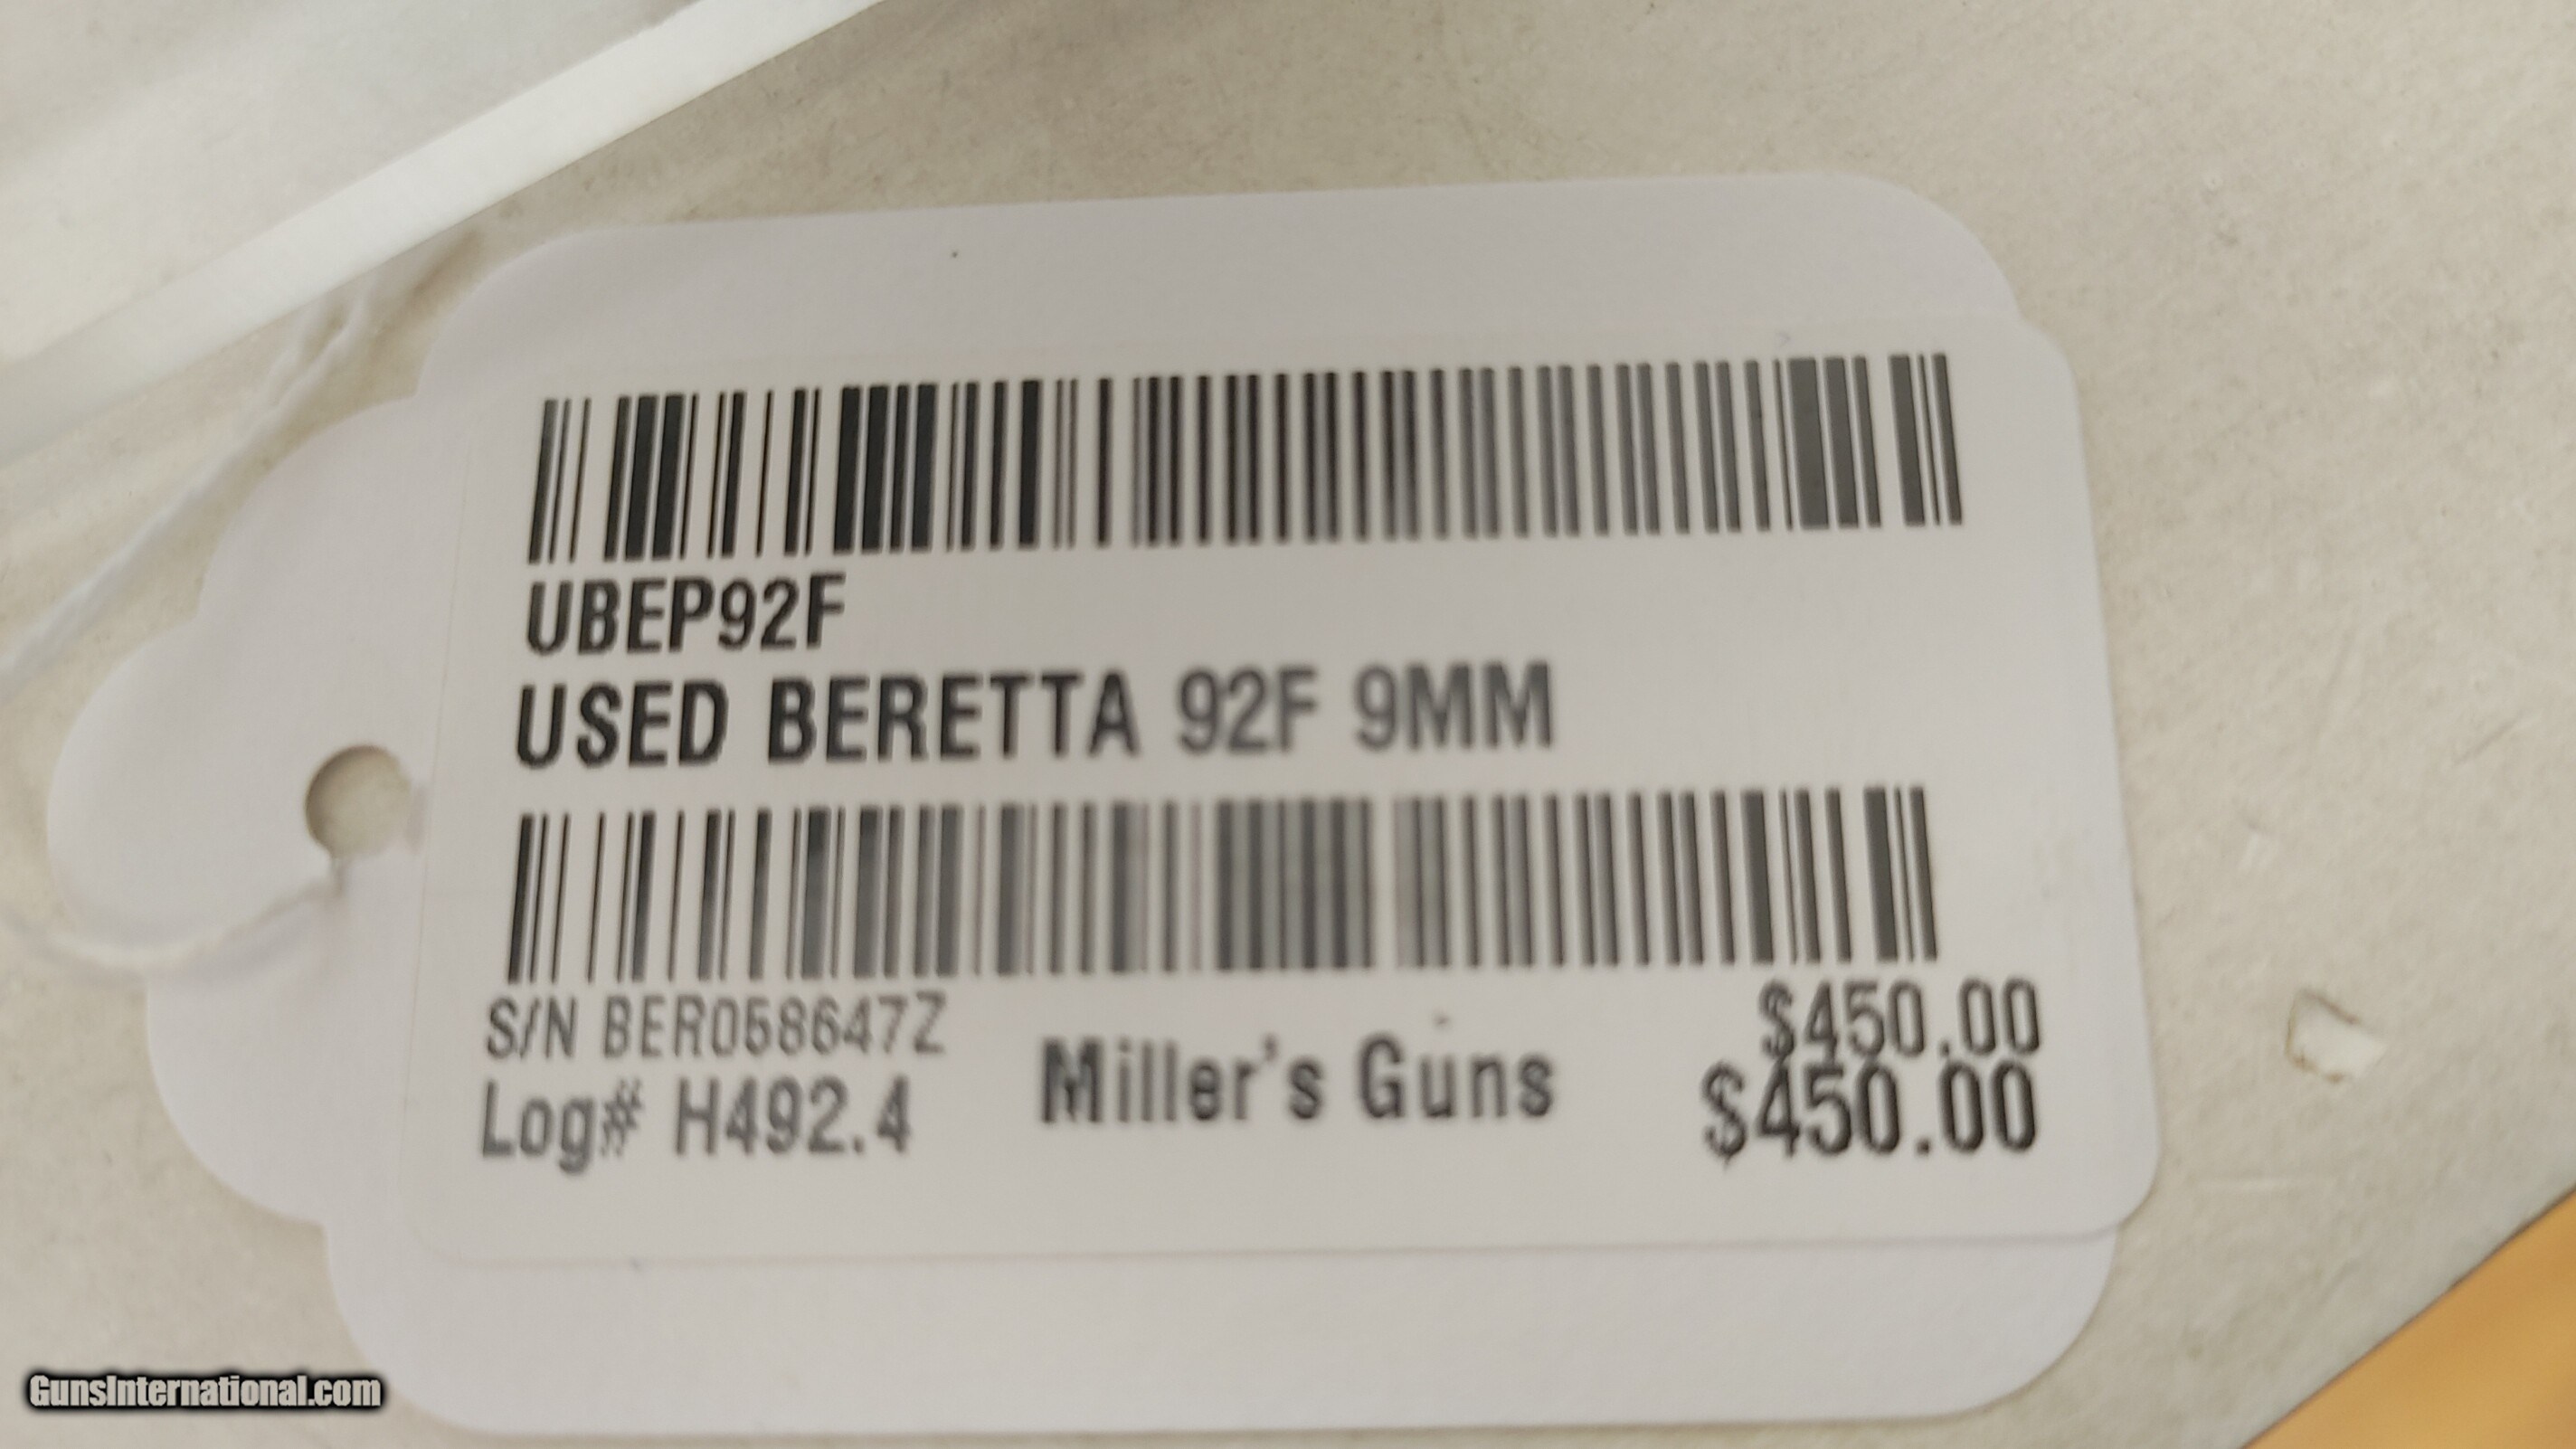 UBEP92F
USED BERETTA 92F 9MM
S/N BER058647Z
$450.00
Log# H492.4
Miller's Guns
$450.00
GunsInternational.com